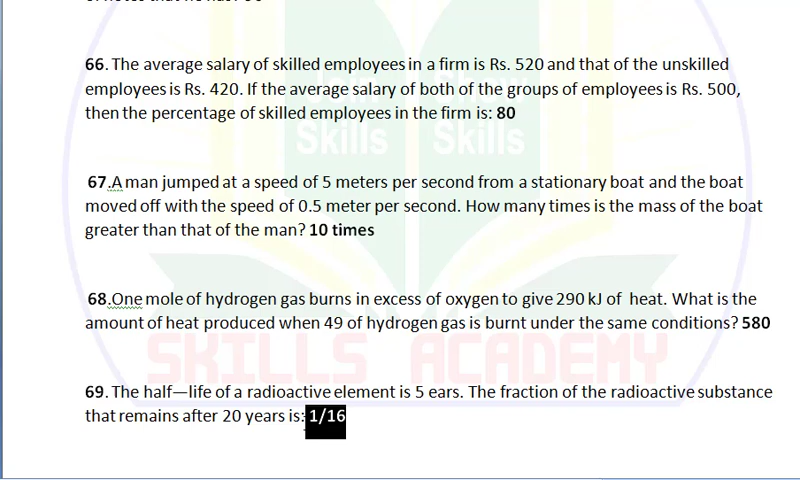 66. The average salary of skilled employees in a firm is Rs. 520 and that of the unskilled
employees is Rs. 420. If the average salary of both of the groups of employees is Rs. 500,
then the percentage of skilled employees in the firm is: 80
Join Show
Skills Skills
67.A man jumped at a speed of 5 meters per second from a stationary boat and the boat
moved off with the speed of 0.5 meter per second. How many times is the mass of the boat
greater than that of the man? 10 times
68.One mole of hydrogen gas burns in excess of oxygen to give 290 kJ of heat. What is the
amount of heat produced when 49 of hydrogen gas is burnt under the same conditions? 580
SKILLS ACADEMY
69. The half—life of a radioactive element is 5 ears. The fraction of the radioactive substance
that remains after 20 years is: 1/16